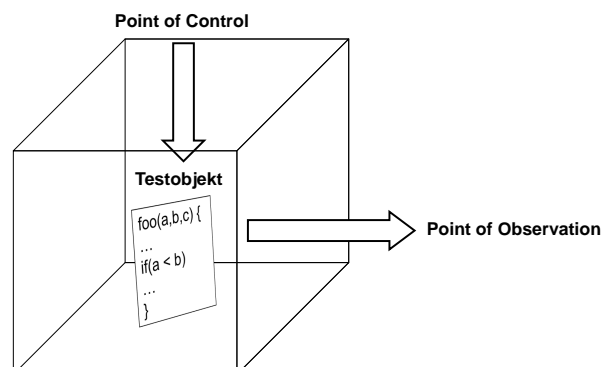 Point of Control
Testobjekt
foo(a,b,c) {
...
if(a < b)
...
}
Point of Observation